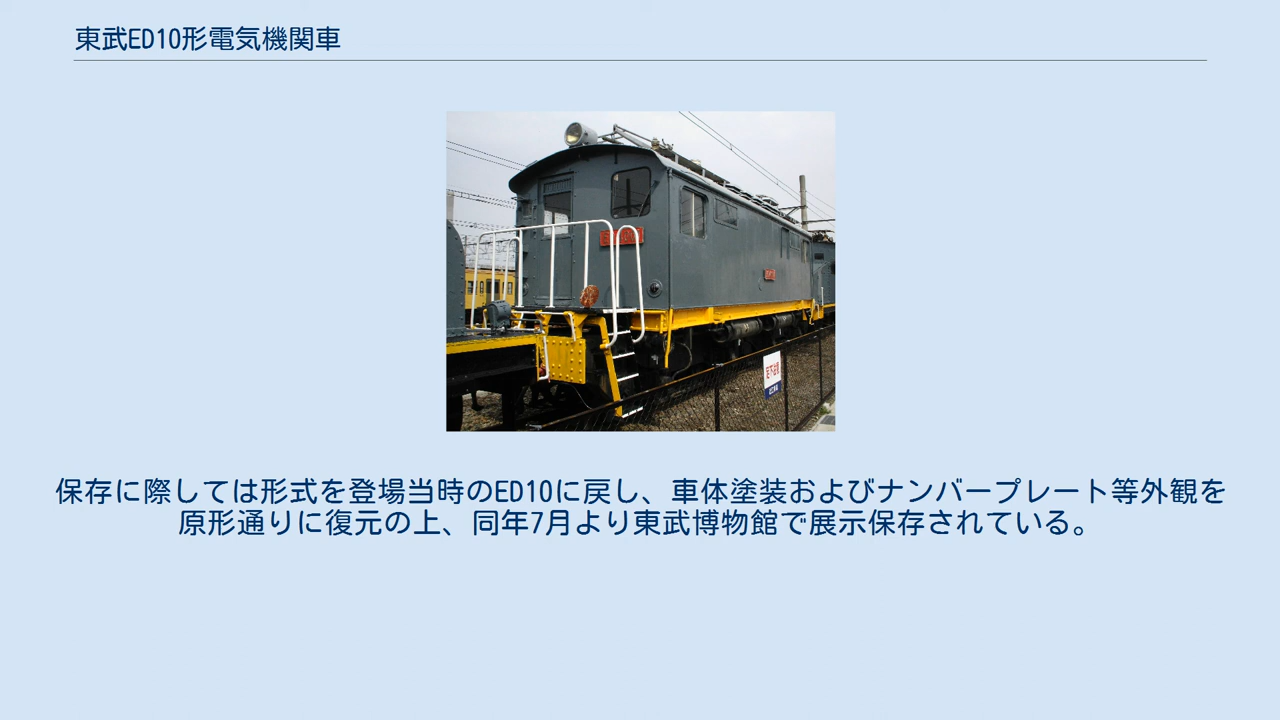 東武ED10形電気機関車
保存に際しては形式を登場当時のED10に戻し、車体塗装およびナンバープレート等外観を
原形通りに復元の上、同年7月より東武博物館で展示保存されている。